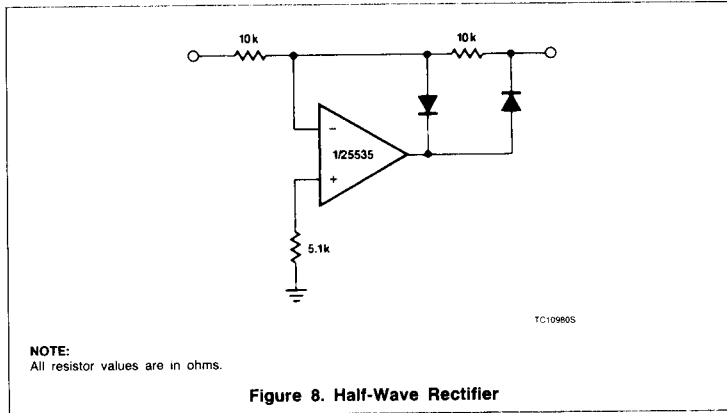 10k
10k
−
1/25535
+
5.1k
TC10980S
NOTE:
All resistor values are in ohms.
Figure 8. Half-Wave Rectifier